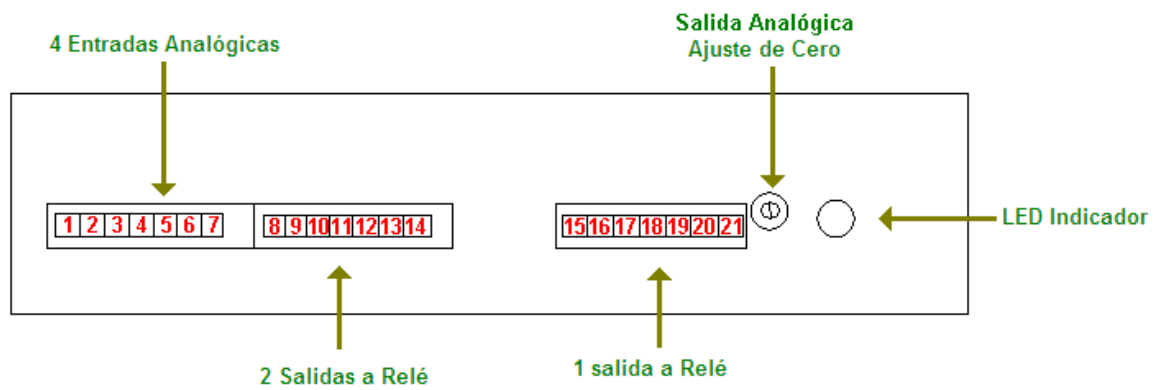 Salida Analógica
4 Entradas Analógicas
Ajuste de Cero
1 2 3 4 5 6 7
8 9 10 11 12 13 14
15 16 17 18 19 20 21
LED Indicador
2 Salidas a Relé
1 salida a Relé